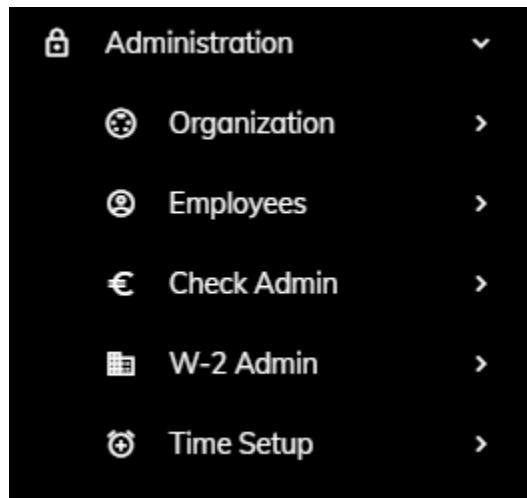 Administration
Organization
Employees
Check Admin
W-2 Admin
Time Setup